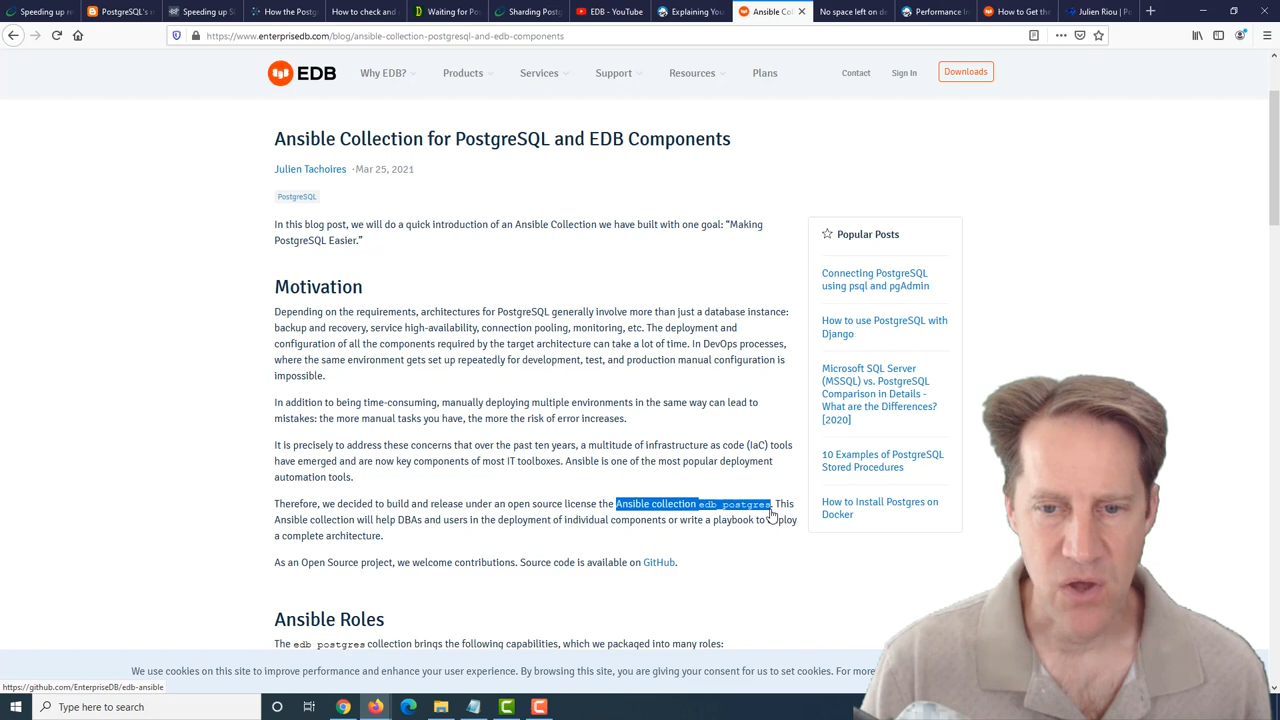 Speeding up re
PostgreSQL's r
Speeding up S
How the Postg
How to check and
Waiting for Po
Sharding Postg
EDB - YouTube
Explaining You
Ansible Col
No space left on de
Performance In
How to Get the
Julien Riou | Po
https://www.enterprisedb.com/blog/ansible-collection-postgresql-and-edb-components
EDB
Why EDB?
Products
Services
Support
Resources
Plans
Contact
Sign In
Downloads
Ansible Collection for PostgreSQL and EDB Components
Julien Tachoires · Mar 25, 2021
PostgreSQL
In this blog post, we will do a quick introduction of an Ansible Collection we have built with one goal: “Making
PostgreSQL Easier.”
Motivation
Depending on the requirements, architectures for PostgreSQL generally involve more than just a database instance:
backup and recovery, service high-availability, connection pooling, monitoring, etc. The deployment and
configuration of all the components required by the target architecture can take a lot of time. In DevOps processes,
where the same environment gets set up repeatedly for development, test, and production manual configuration is
impossible.
In addition to being time-consuming, manually deploying multiple environments in the same way can lead to
mistakes: the more manual tasks you have, the more the risk of error increases.
It is precisely to address these concerns that over the past ten years, a multitude of infrastructure as code (IaC) tools
have emerged and are now key components of most IT toolboxes. Ansible is one of the most popular deployment
automation tools.
Therefore, we decided to build and release under an open source license the Ansible collection edb_postgres. This
Ansible collection will help DBAs and users in the deployment of individual components or write a playbook to deploy
a complete architecture.
As an Open Source project, we welcome contributions. Source code is available on GitHub.
Ansible Roles
The edb_postgres collection brings the following capabilities, which we packaged into many roles:
Popular Posts
Connecting PostgreSQL
using psql and pgAdmin
How to use PostgreSQL with
Django
Microsoft SQL Server
(MSSQL) vs. PostgreSQL
Comparison in Details -
What are the Differences?
[2020]
10 Examples of PostgreSQL
Stored Procedures
How to Install Postgres on
Docker
We use cookies on this site to improve performance and enhance your user experience. By browsing this site, you are giving your consent for us to set cookies. For more
https://github.com/EnterpriseDB/edb-ansible
Type here to search